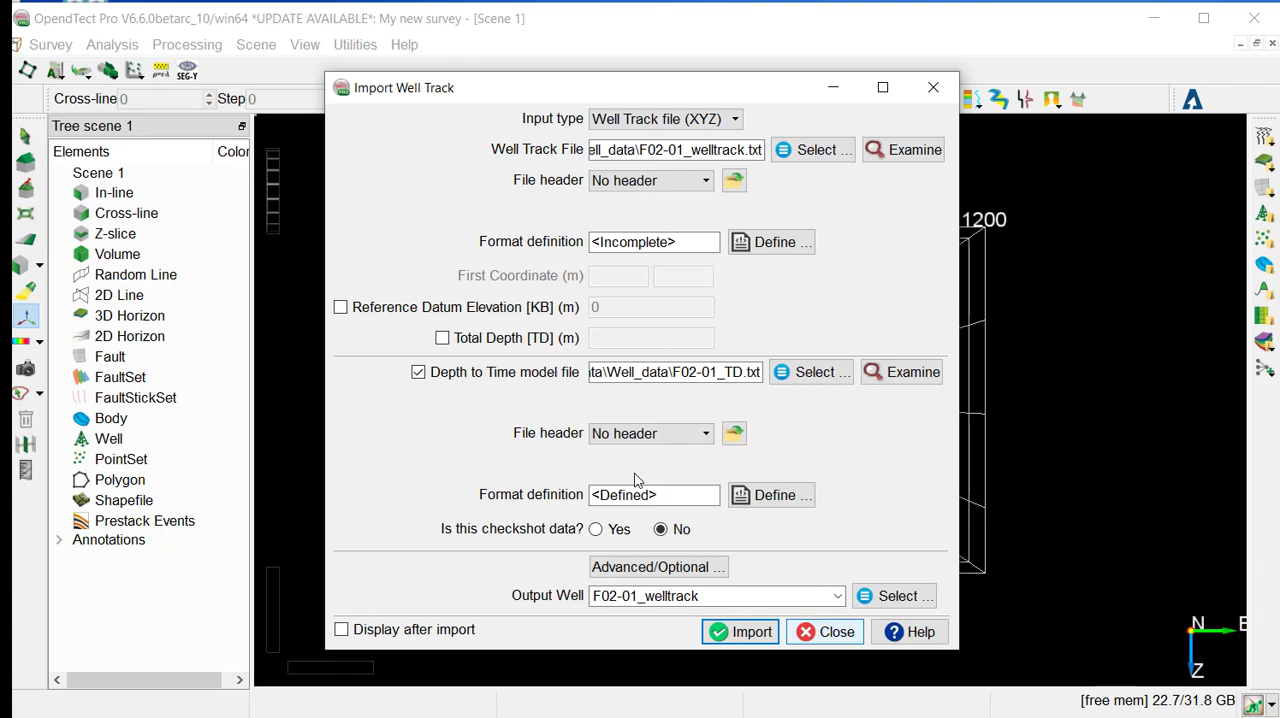 OpendTect Pro V6.6.0betarc_10/win64 *UPDATE AVAILABLE*: My new survey - [Scene 1]
Survey Analysis Processing Scene View Utilities Help
SEG-Y
Cross-line 0 Step 0
Tree scene 1
Elements Color
Scene 1
In-line
Cross-line
Z-slice
Volume
Random Line
2D Line
3D Horizon
2D Horizon
Fault
FaultSet
FaultStickSet
Body
Well
PointSet
Polygon
Shapefile
Prestack Events
Annotations
Import Well Track
Input type Well Track file (XYZ)
Well Track File ell_data\F02-01_welltrack.txt Select ... Examine
File header No header
Format definition <Incomplete> Define ...
First Coordinate (m)
Reference Datum Elevation [KB] (m) 0
Total Depth [TD] (m)
Depth to Time model file ita\Well_data\F02-01_TD.txt Select ... Examine
File header No header
Format definition <Defined> Define ...
Is this checkshot data? Yes No
Advanced/Optional ...
Output Well F02-01_welltrack Select ...
Display after import Import Close Help
1200
N E
Z
[free mem] 22.7/31.8 GB